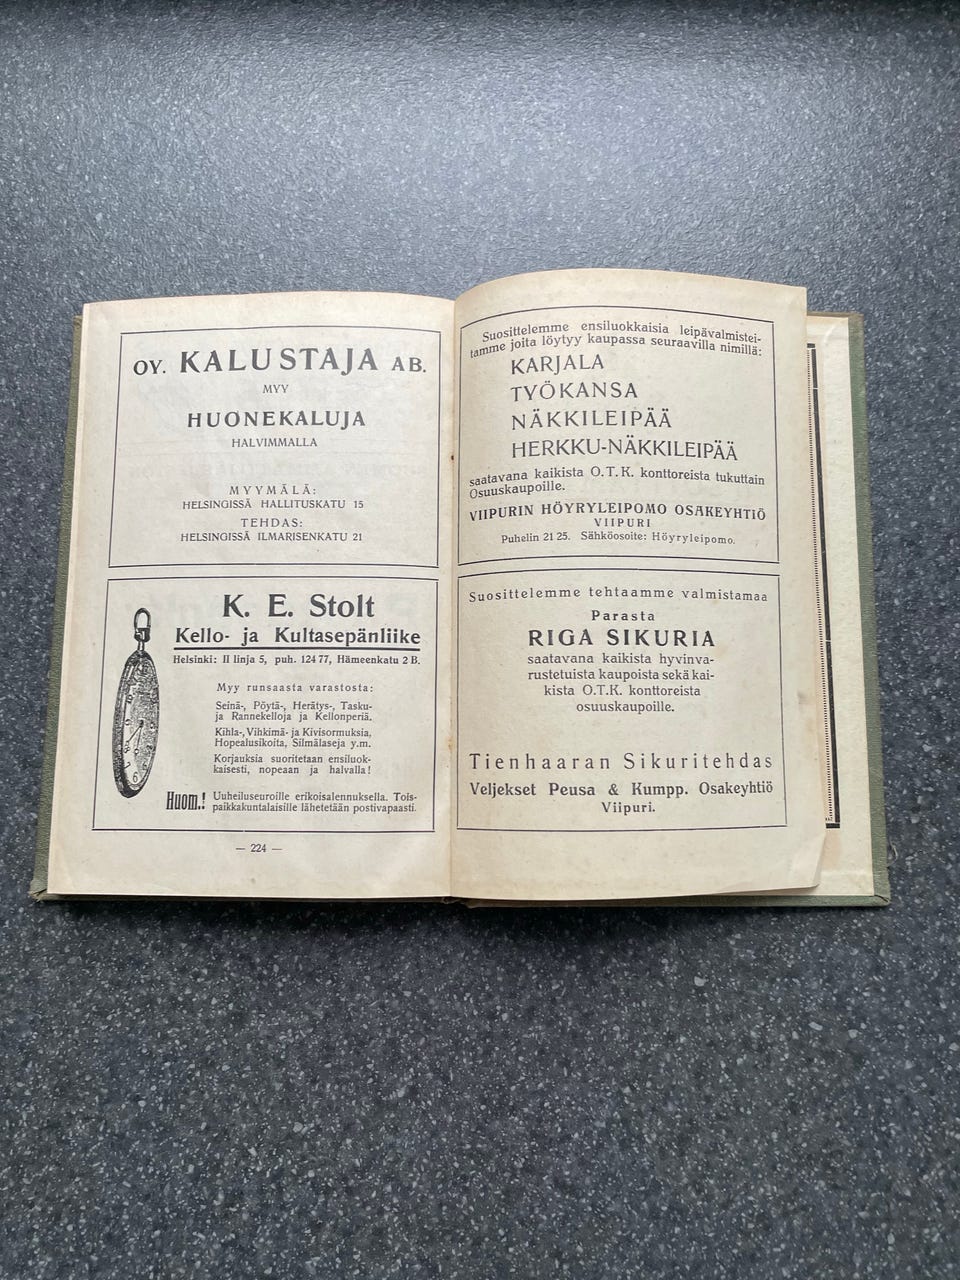 OY. KALUSTAJA AB.
MYY
HUONEKALUJA
HALVIMMALLA
MYYMÄLÄ:
HELSINGISSÄ HALLITUSKATU 15
TEHDAS:
HELSINGISSÄ ILMARISENKATU 21
K. E. Stolt
Kello- ja Kultasepänliike
Helsinki: II linja 5, puh. 124 77, Hämeenkatu 2 B.
Myy runsaasta varastosta:
Seinä-, Pöytä-, Herätys-, Tasku-
ja Rannekelloja ja Kellonperiä.
Kihla-, Vihkimä- ja Kivisormuksia,
Hopealusikoita, Silmälaseja y.m.
Korjauksia suoritetaan ensiluok-
kaisesti, nopeaan ja halvalla!
Huom.! Uuheiluseuroille erikoisalennuksella. Tois-
paikkakuntalaisille lähetetään postivapaasti.
— 224 —
Suosittelemme ensiluokkaisia leipävalmistei-
tamme joita löytyy kaupassa seuraavilla nimillä:
KARJALA
TYÖKANSA
NÄKKILEIPÄÄ
HERKKU-NÄKKILEIPÄÄ
saatavana kaikista O.T.K. konttoreista tukuttain
Osuuskaupoille.
VIIPURIN HÖYRYLEIPOMO OSAKEYHTIÖ
VIIPURI
Puhelin 21 25. Sähköosoite: Höyryleipomo.
Suosittelemme tehtaamme valmistamaa
Parasta
RIGA SIKURIA
saatavana kaikista hyvinva-
rustetuista kaupoista sekä kai-
kista O.T.K. konttoreista
osuuskaupoille.
Tienhaaran Sikuritehdas
Veljekset Peusa & Kumpp. Osakeyhtiö
Viipuri.